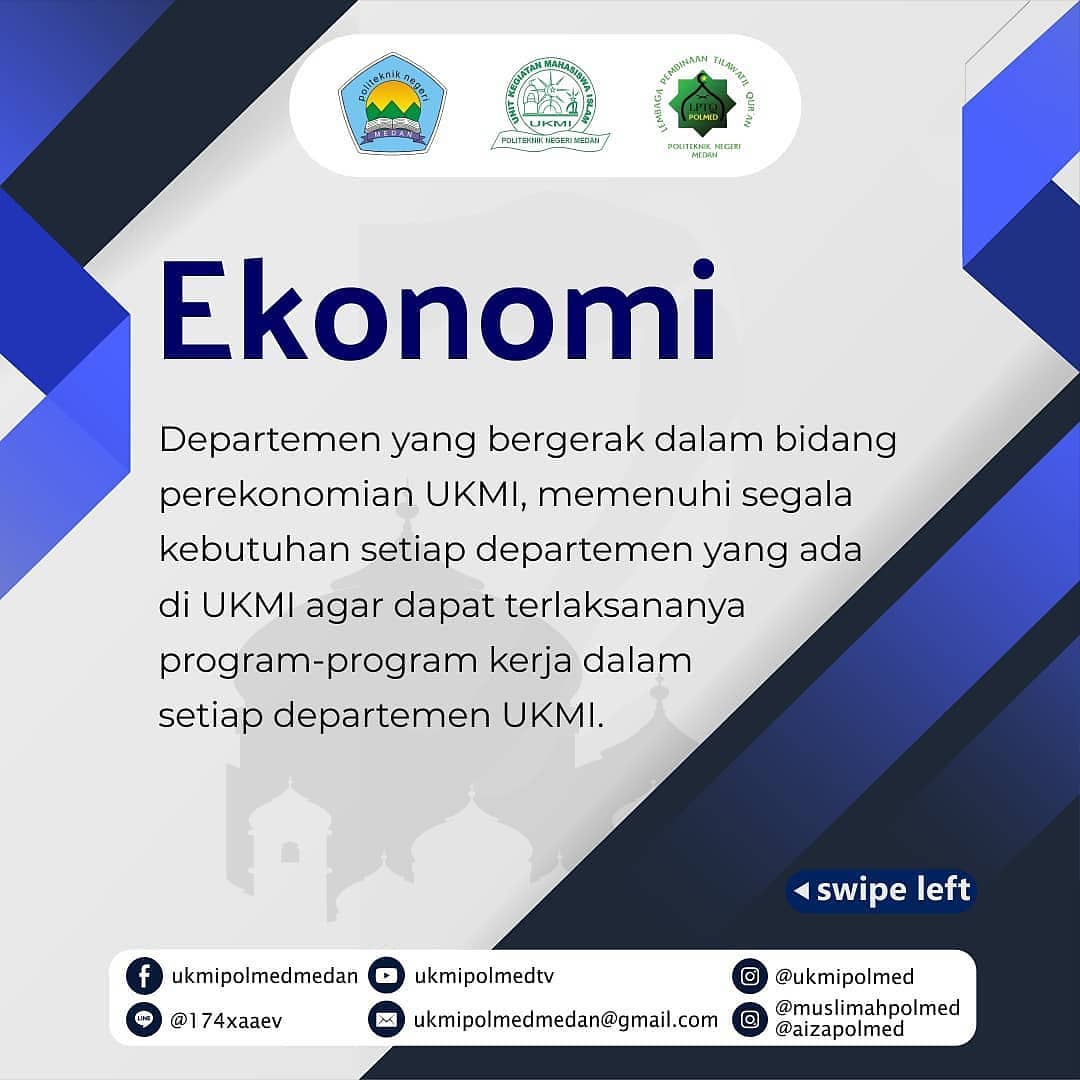 politeknik negeri
MEDAN
UNIT KEGIATAN MAHASISWA ISLAM
UKMI
POLITEKNIK NEGERI MEDAN
LEMBAGA PEMBINAAN TILAWATIL QUR'AN
LPTQ
POLMED
POLITEKNIK NEGERI
MEDAN
Ekonomi
Departemen yang bergerak dalam bidang
perekonomian UKMI, memenuhi segala
kebutuhan setiap departemen yang ada
di UKMI agar dapat terlaksananya
program-program kerja dalam
setiap departemen UKMI.
swipe left
ukmipolmedmedan
ukmipolmedtv
@ukmipolmed
@174xaaev
ukmipolmedmedan@gmail.com
@muslimahpolmed
@aizapolmed